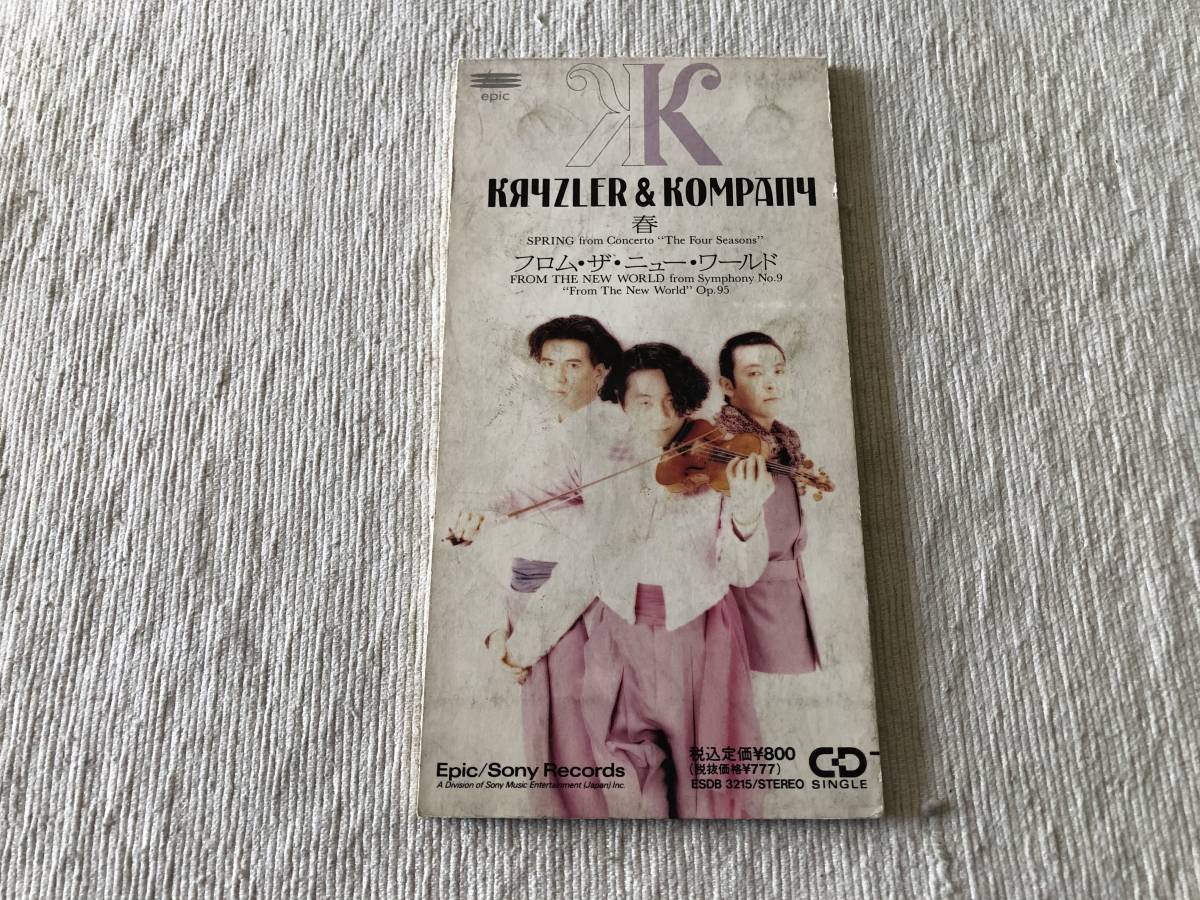 epic
KK
KRYZLER & KOMPANY
春
SPRING from Concerto "The Four Seasons"
フロム・ザ・ニュー・ワールド
FROM THE NEW WORLD from Symphony No.9
"From The New World" Op.95
Epic/Sony Records
A Division of Sony Music Entertainment (Japan) Inc.
税込定価¥800
(税抜価格¥777)
ESDB 3215/STEREO
CD
SINGLE